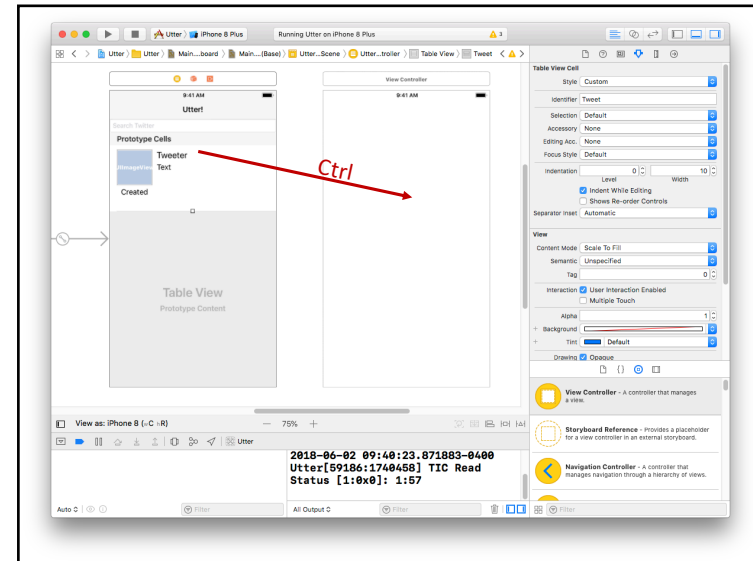 Utter
iPhone 8 Plus
Running Utter on iPhone 8 Plus
3
Utter
Utter
Main....board
Main....(Base)
Utter...Scene
Utter...troller
Table View
Tweet
9:41 AM
Utter!
Search Twitter
Prototype Cells
UIImageView
Tweeter
Text
Created
Table View
Prototype Content
View Controller
9:41 AM
Ctrl
Table View Cell
Style Custom
Identifier Tweet
Selection Default
Accessory None
Editing Acc. None
Focus Style Default
Indentation 0 10
Level Width
Indent While Editing
Shows Re-order Controls
Separator Inset Automatic
View
Content Mode Scale To Fill
Semantic Unspecified
Tag 0
Interaction User Interaction Enabled
Multiple Touch
Alpha 1
+ Background
+ Tint Default
Drawing Opaque
View Controller - A controller that manages
a view.
Storyboard Reference - Provides a placeholder
for a view controller in an external storyboard.
Navigation Controller - A controller that
manages navigation through a hierarchy of views.
View as: iPhone 8 (wC hR)
— 75% +
Utter
2018-06-02 09:40:23.871883-0400
Utter[59186:1740458] TIC Read
Status [1:0x0]: 1:57
Auto
Filter
All Output
Filter
Filter